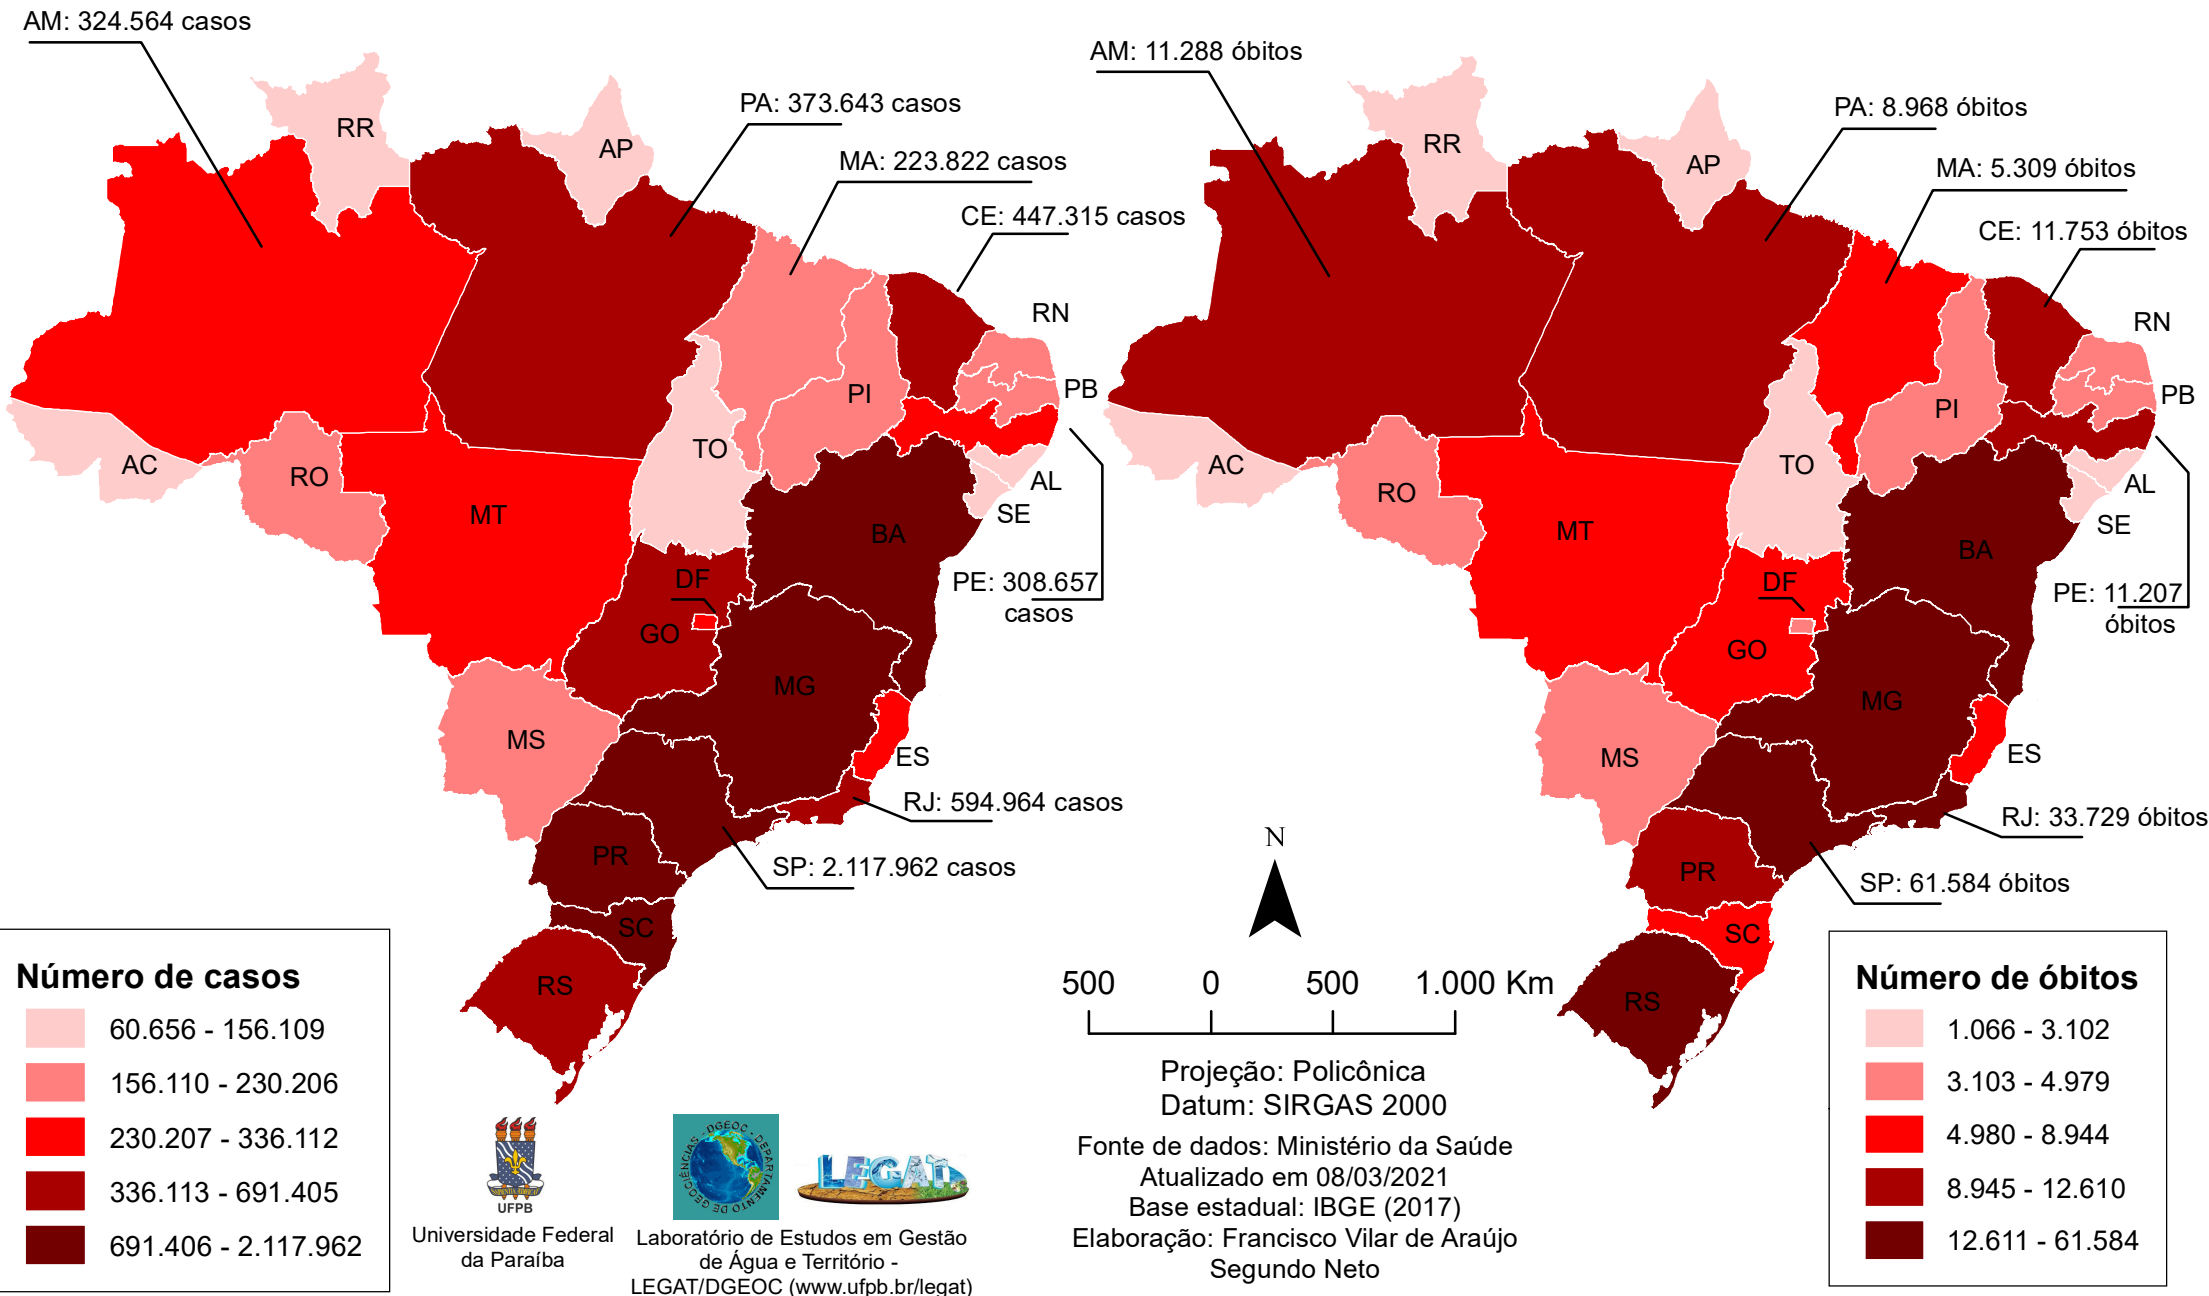 AM: 324.564 casos
RR
AP
PA: 373.643 casos
MA: 223.822 casos
CE: 447.315 casos
RN
PB
PI
TO
AC
RO
MT
AL
SE
BA
PE: 308.657
casos
DF
GO
MG
MS
ES
RJ: 594.964 casos
SP: 2.117.962 casos
PR
SC
RS
Número de casos
60.656 - 156.109
156.110 - 230.206
230.207 - 336.112
336.113 - 691.405
691.406 - 2.117.962
AM: 11.288 óbitos
RR
AP
PA: 8.968 óbitos
MA: 5.309 óbitos
CE: 11.753 óbitos
RN
PB
PI
TO
AC
RO
MT
AL
SE
BA
PE: 11.207
óbitos
DF
GO
MG
MS
ES
RJ: 33.729 óbitos
SP: 61.584 óbitos
PR
SC
RS
Número de óbitos
1.066 - 3.102
3.103 - 4.979
4.980 - 8.944
8.945 - 12.610
12.611 - 61.584
N
500 0 500 1.000 Km
Projeção: Policônica
Datum: SIRGAS 2000
Fonte de dados: Ministério da Saúde
Atualizado em 08/03/2021
Base estadual: IBGE (2017)
Elaboração: Francisco Vilar de Araújo
Segundo Neto
UFPB
Universidade Federal
da Paraíba
DGEOC - DEPARTAMENTO DE GEOCIÊNCIAS -
LEGAT
Laboratório de Estudos em Gestão
de Água e Território -
LEGAT/DGEOC (www.ufpb.br/legat)